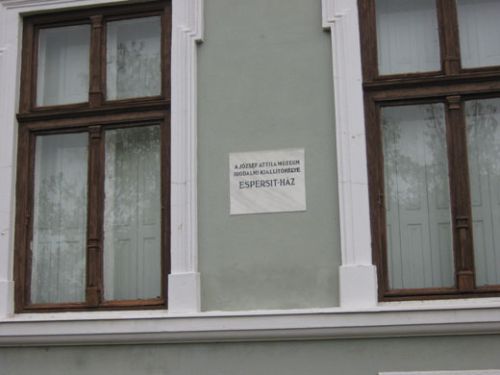 A JÓZSEF ATTILA MÚZEUM
IRODALMI KIÁLLÍTÓHELYE
ESPERSIT-HÁZ